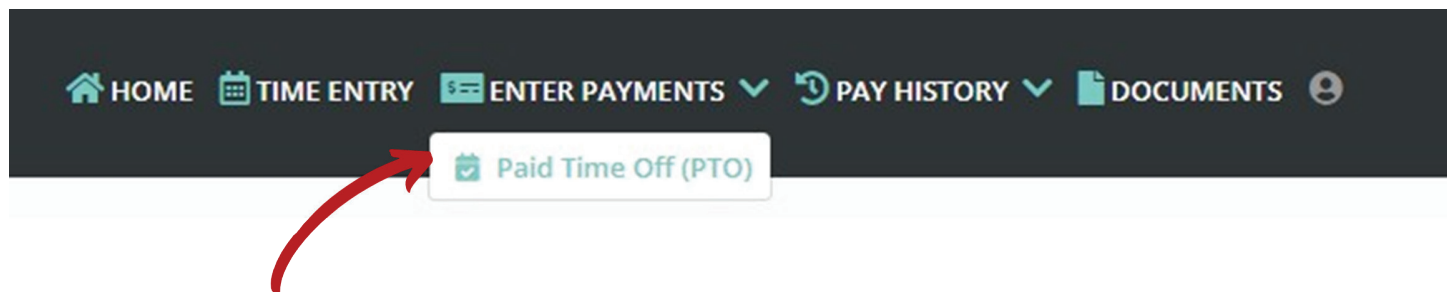 HOME TIME ENTRY ENTER PAYMENTS PAY HISTORY DOCUMENTS
Paid Time Off (PTO)